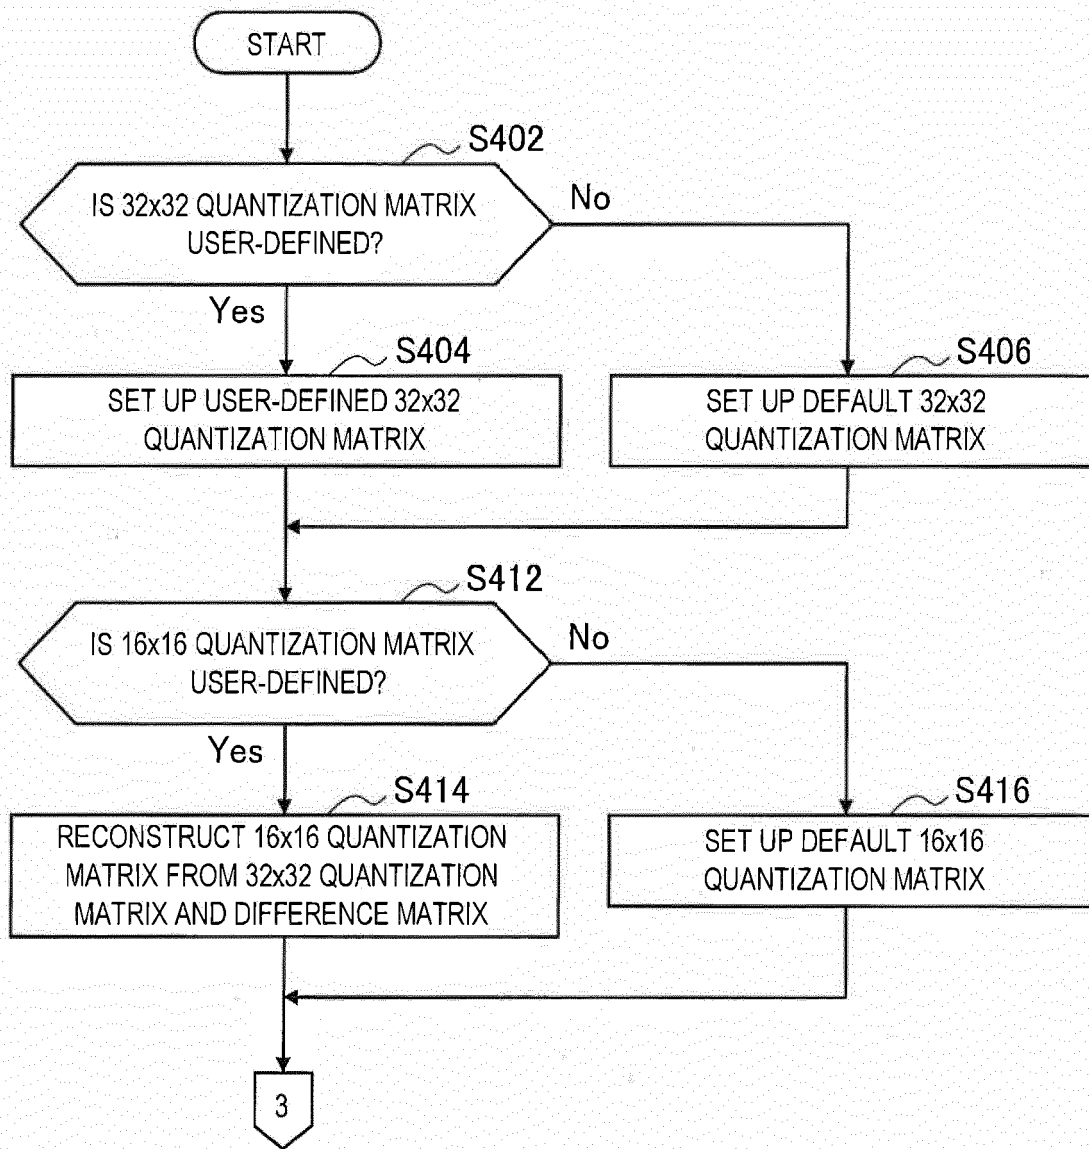 START
S402
IS 32x32 QUANTIZATION MATRIX
USER-DEFINED?
No
Yes
S404
SET UP USER-DEFINED 32x32
QUANTIZATION MATRIX
S406
SET UP DEFAULT 32x32
QUANTIZATION MATRIX
S412
IS 16x16 QUANTIZATION MATRIX
USER-DEFINED?
No
Yes
S414
RECONSTRUCT 16x16 QUANTIZATION
MATRIX FROM 32x32 QUANTIZATION
MATRIX AND DIFFERENCE MATRIX
S416
SET UP DEFAULT 16x16
QUANTIZATION MATRIX
3